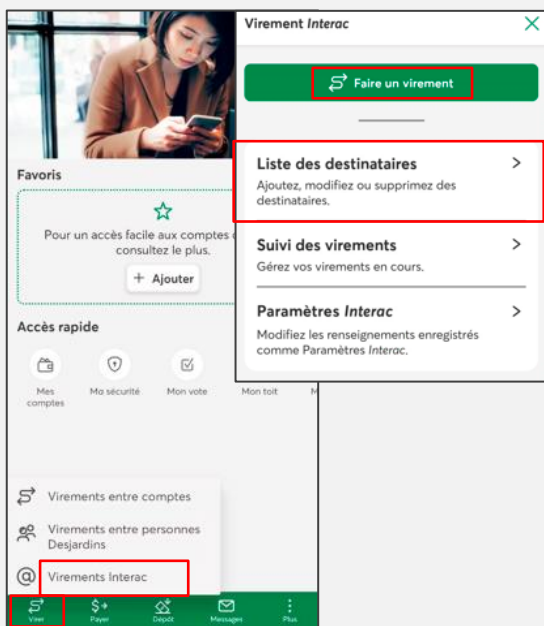 Favoris
Pour un accès facile aux comptes
consultez le plus.
+ Ajouter
Accès rapide
Mes
comptes
Ma sécurité
Mon vote
Mon toit
M
Virements entre comptes
Virements entre personnes
Desjardins
@ Virements Interac
Virer
Payer
Dépôt
Messages
Plus
Virement Interac
Faire un virement
Liste des destinataires
Ajoutez, modifiez ou supprimez des
destinataires.
Suivi des virements
Gérez vos virements en cours.
Paramètres Interac
Modifiez les renseignements enregistrés
comme Paramètres Interac.